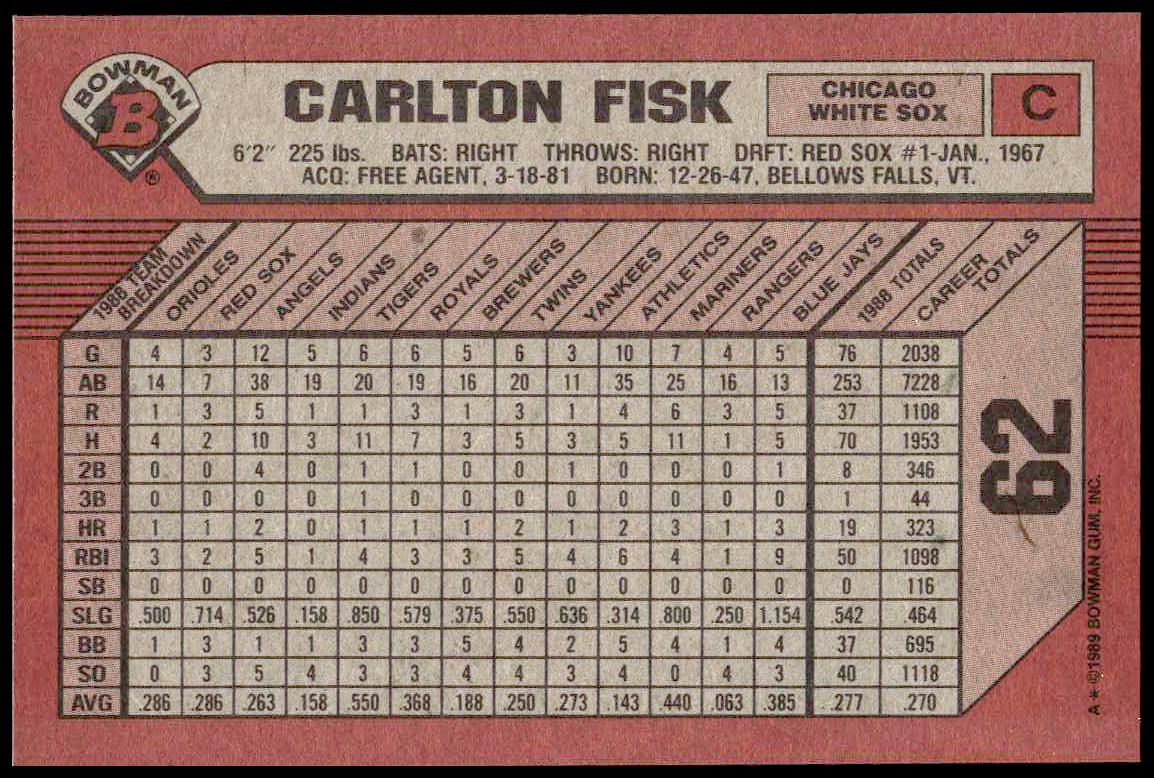 BOWMAN
B
®
CARLTON FISK
CHICAGO
WHITE SOX
C
6'2" 225 lbs. BATS: RIGHT THROWS: RIGHT DRFT: RED SOX #1-JAN., 1967
ACQ: FREE AGENT, 3-18-81 BORN: 12-26-47, BELLOWS FALLS, VT.
1988 TEAM BREAKDOWN ORIOLES RED SOX ANGELS INDIANS TIGERS ROYALS BREWERS TWINS YANKEES ATHLETICS MARINERS RANGERS BLUE JAYS 1988 TOTALS CAREER TOTALS
G 4 3 12 5 6 6 5 6 3 10 7 4 5 76 2038
AB 14 7 38 19 20 19 16 20 11 35 25 16 13 253 7228
R 1 3 5 1 1 3 1 3 1 4 6 3 5 37 1108
H 4 2 10 3 11 7 3 5 3 5 11 1 5 70 1953
2B 0 0 4 0 1 1 0 0 1 0 0 0 1 8 346
3B 0 0 0 0 1 0 0 0 0 0 0 0 0 1 44
HR 1 1 2 0 1 1 1 2 1 2 3 1 3 19 323
RBI 3 2 5 1 4 3 3 5 4 6 4 1 9 50 1098
SB 0 0 0 0 0 0 0 0 0 0 0 0 0 0 116
SLG .500 .714 .526 .158 .850 .579 .375 .550 .636 .314 .800 .250 1.154 .542 .464
BB 1 3 1 1 3 3 5 4 2 5 4 1 4 37 695
SO 0 3 5 4 3 3 4 4 3 4 0 4 3 40 1118
AVG .286 .286 .263 .158 .550 .368 .188 .250 .273 .143 .440 .063 .385 .277 .270
62
A*©1989 BOWMAN GUM, INC.